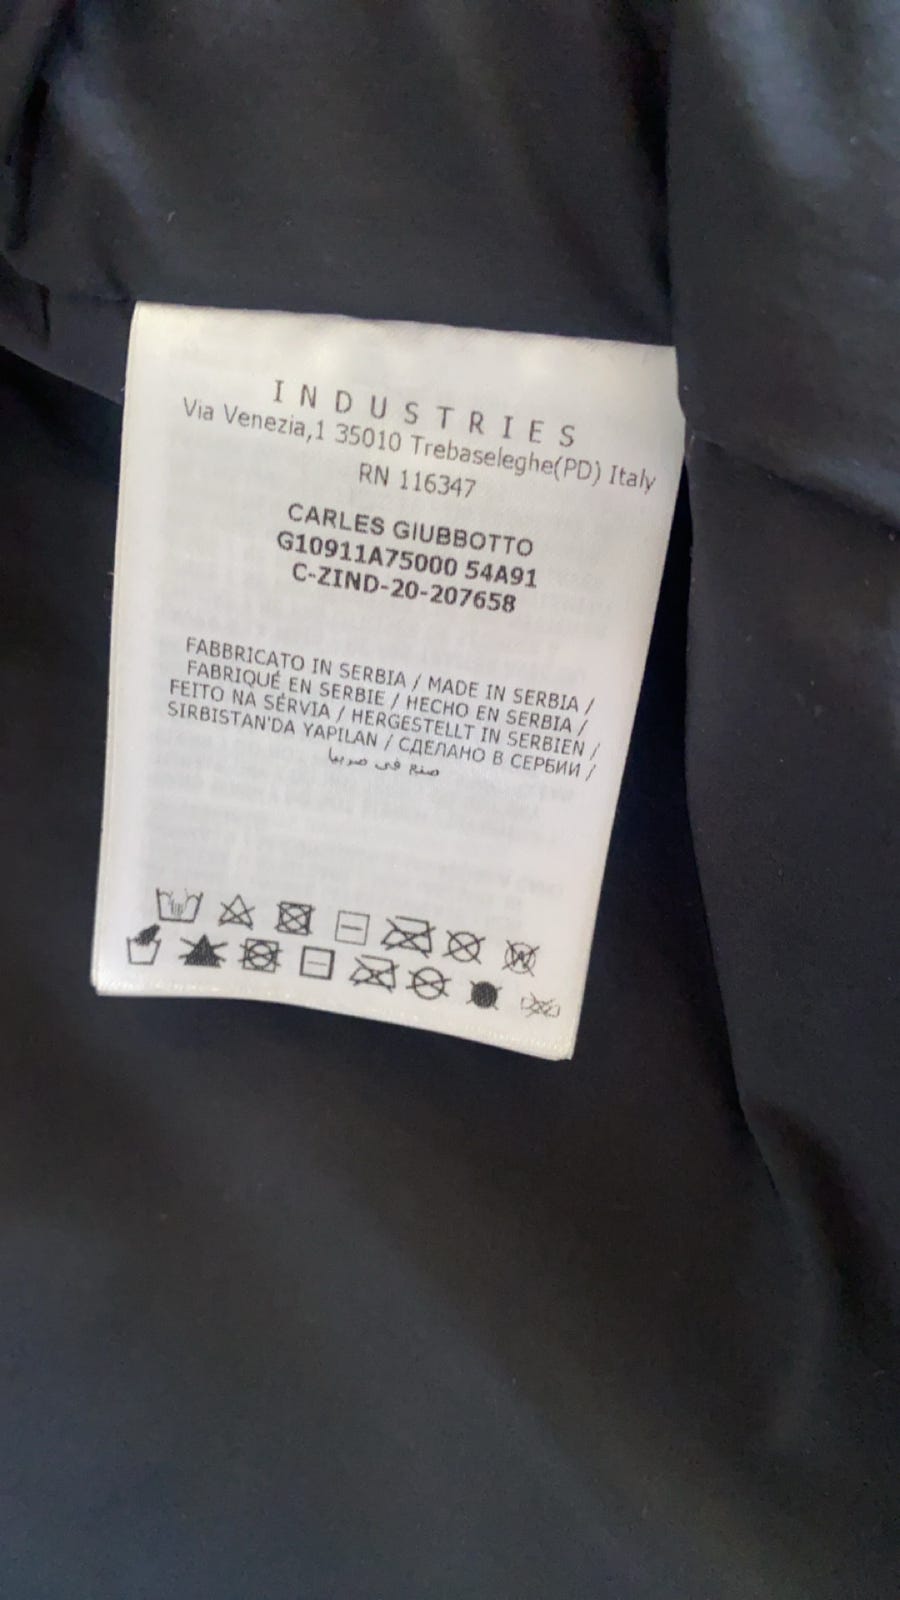 INDUSTRIES
Via Venezia,1 35010 Trebaseleghe(PD) Italy
RN 116347
CARLES GIUBBOTTO
G10911A75000 54A91
C-ZIND-20-207658
FABBRICATO IN SERBIA / MADE IN SERBIA /
FABRIQUÉ EN SERBIE / HECHO EN SERBIA /
FEITO NA SÉRVIA / HERGESTELLT IN SERBIEN /
SIRBISTAN'DA YAPILAN / СДЕЛАНО В СЕРБИИ /
صنع في صربيا
W